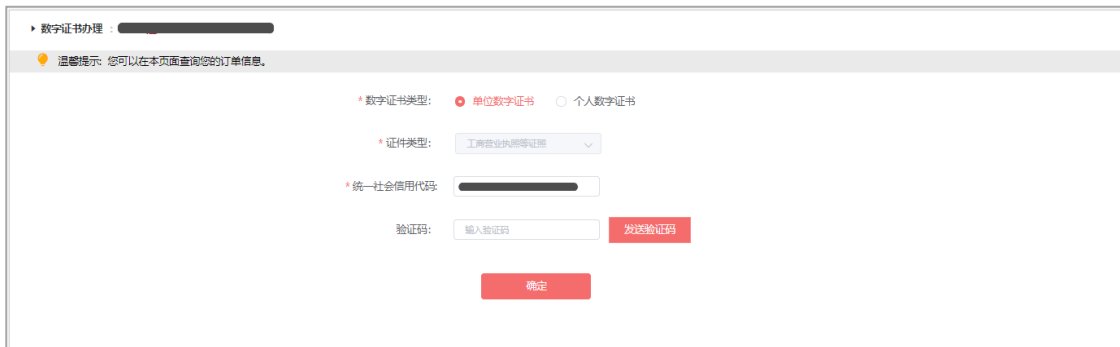 数字证书办理 :
温馨提示: 您可以在本页面查询您的订单信息。
* 数字证书类型: 单位数字证书 个人数字证书
* 证件类型: 工商营业执照等证照
* 统一社会信用代码:
验证码: 输入验证码 发送验证码
确定